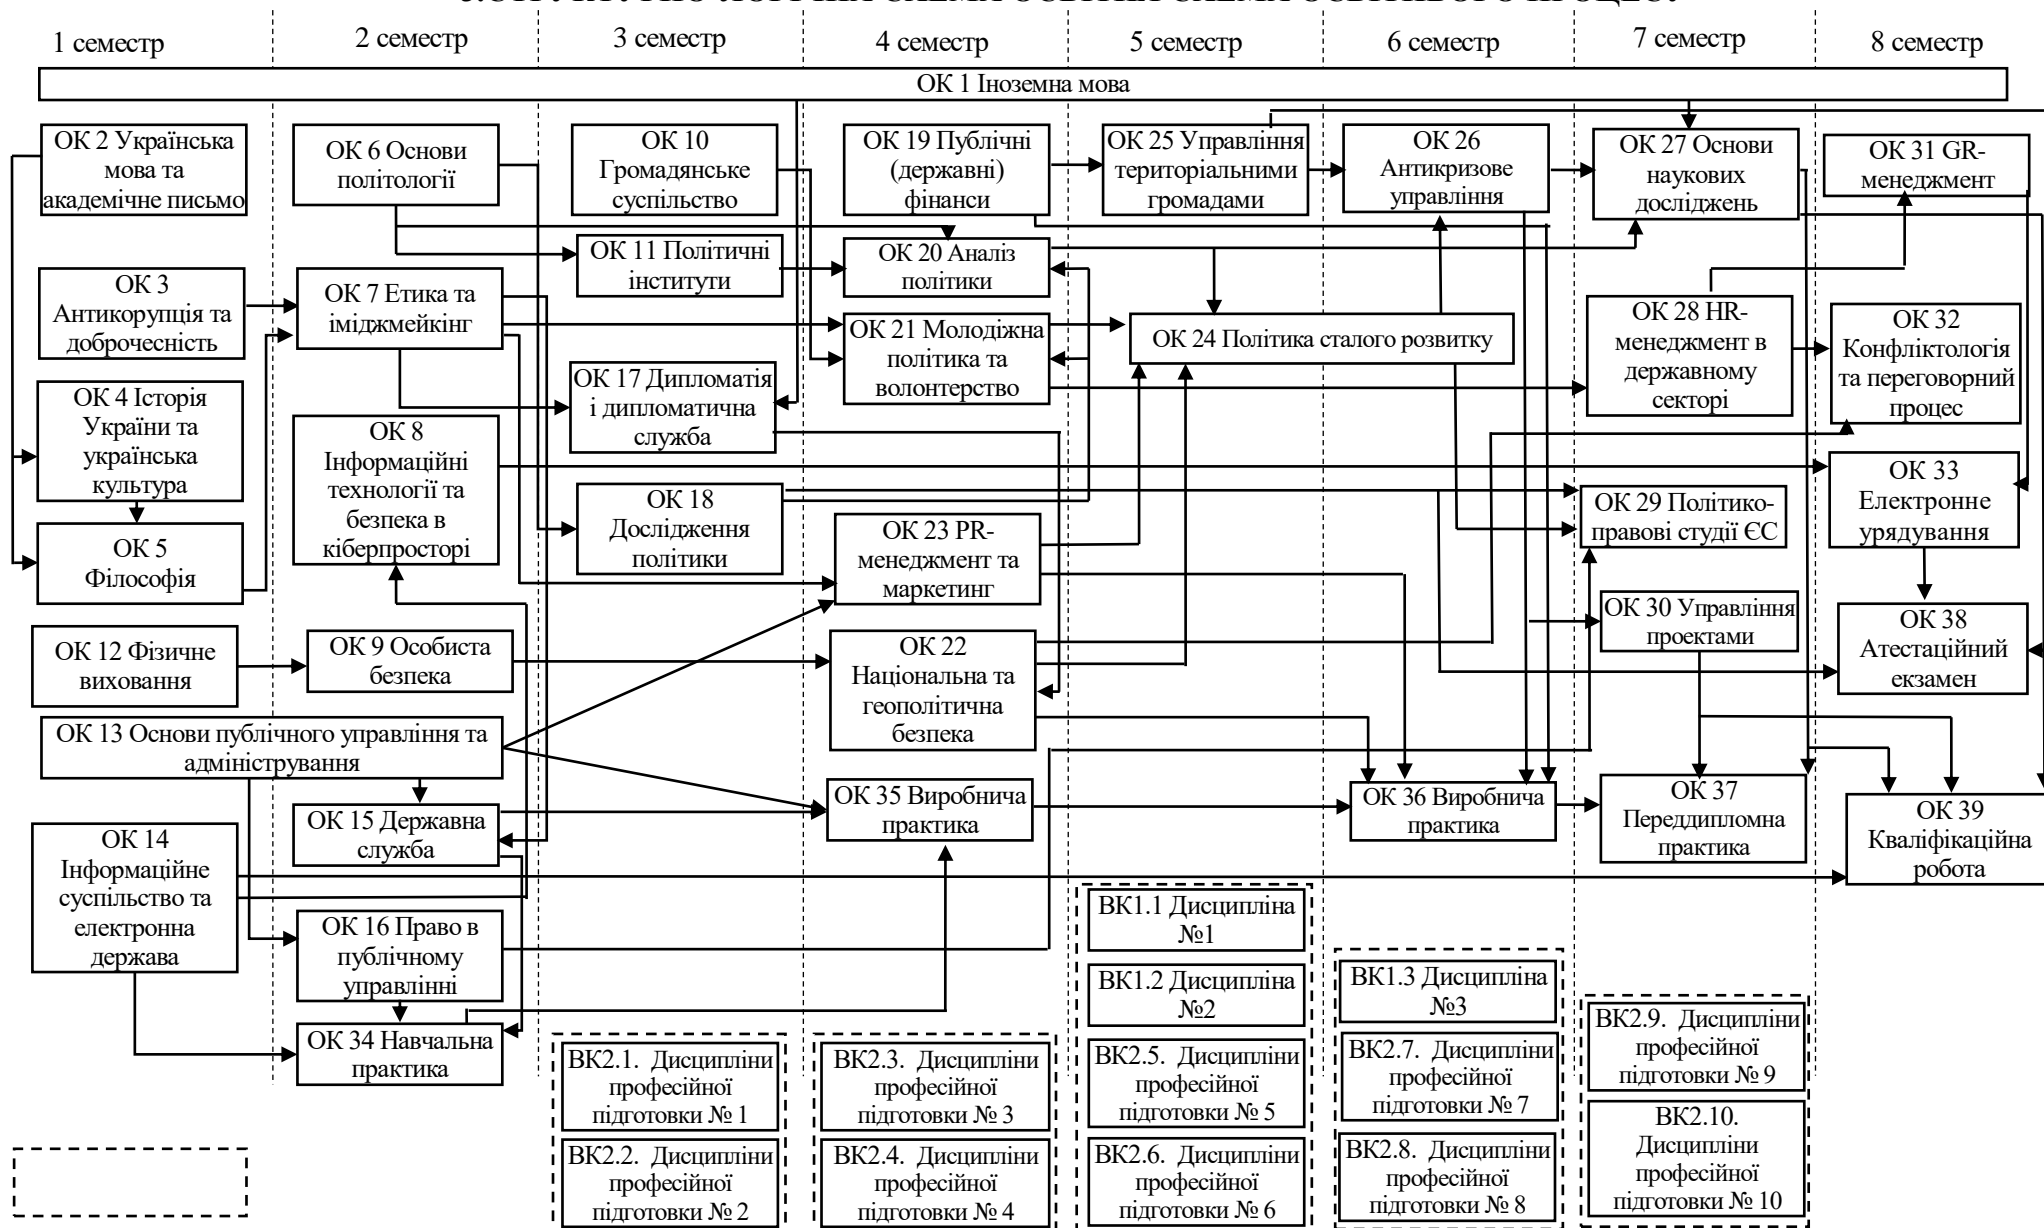 1 семестр
2 семестр
3 семестр
4 семестр
5 семестр
6 семестр
7 семестр
8 семестр
ОК 1 Іноземна мова
ОК 2 Українська
мова та
академічне письмо
ОК 3
Антикорупція та
доброчесність
ОК 4 Історія
України та
українська
культура
ОК 5
Філософія
ОК 12 Фізичне
виховання
ОК 13 Основи публічного управління та
адміністрування
ОК 14
Інформаційне
суспільство та
електронна
держава
ОК 6 Основи
політології
ОК 7 Етика та
іміджмейкінг
ОК 8
Інформаційні
технології та
безпека в
кіберпросторі
ОК 9 Особиста
безпека
ОК 15 Державна
служба
ОК 16 Право в
публічному
управлінні
ОК 34 Навчальна
практика
ОК 10
Громадянське
суспільство
ОК 11 Політичні
інститути
ОК 17 Дипломатія
і дипломатична
служба
ОК 18
Дослідження
політики
ВК2.1. Дисципліни
професійної
підготовки № 1
ВК2.2. Дисципліни
професійної
підготовки № 2
ОК 19 Публічні
(державні)
фінанси
ОК 20 Аналіз
політики
ОК 21 Молодіжна
політика та
волонтерство
ОК 23 PR-
менеджмент та
маркетинг
ОК 22
Національна та
геополітична
безпека
ОК 35 Виробнича
практика
ВК2.3. Дисципліни
професійної
підготовки № 3
ВК2.4. Дисципліни
професійної
підготовки № 4
ОК 25 Управління
територіальними
громадами
ОК 24 Політика сталого розвитку
ВК1.1 Дисципліна
№1
ВК1.2 Дисципліна
№2
ВК2.5. Дисципліни
професійної
підготовки № 5
ВК2.6. Дисципліни
професійної
підготовки № 6
ОК 26
Антикризове
управління
ОК 36 Виробнича
практика
ВК1.3 Дисципліна
№3
ВК2.7. Дисципліни
професійної
підготовки № 7
ВК2.8. Дисципліни
професійної
підготовки № 8
ОК 27 Основи
наукових
досліджень
ОК 28 HR-
менеджмент в
державному
секторі
ОК 29 Політико-
правові студії ЄС
ОК 30 Управління
проектами
ОК 37
Переддипломна
практика
ВК2.9. Дисципліни
професійної
підготовки № 9
ВК2.10.
Дисципліни
професійної
підготовки № 10
ОК 31 GR-
менеджмент
ОК 32
Конфліктологія
та переговорний
процес
ОК 33
Електронне
урядування
ОК 38
Атестаційний
екзамен
ОК 39
Кваліфікаційна
робота